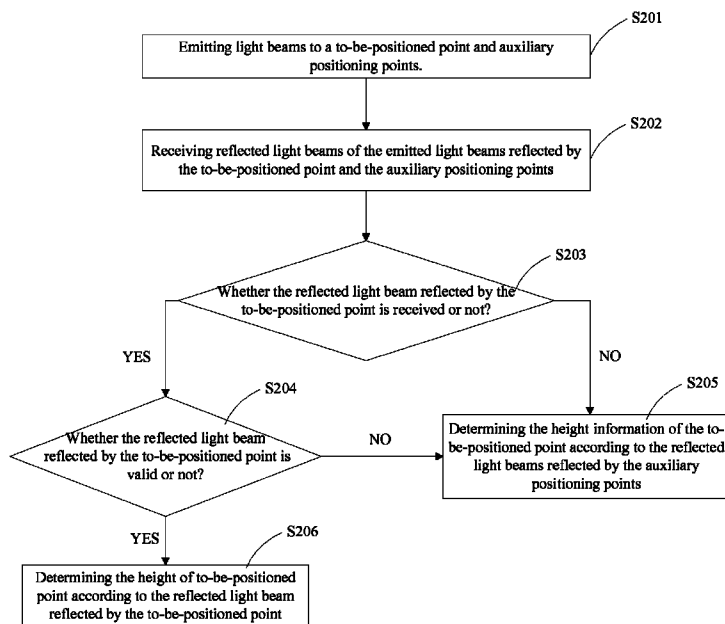 S201
Emitting light beams to a to-be-positioned point and auxiliary
positioning points.
S202
Receiving reflected light beams of the emitted light beams reflected by
the to-be-positioned point and the auxiliary positioning points
S203
Whether the reflected light beam reflected by the
to-be-positioned point is received or not?
YES
NO
S204
S205
Whether the reflected light beam
reflected by the to-be-positioned point is
valid or not?
NO
Determining the height information of the to-
be-positioned point according to the reflected
light beams reflected by the auxiliary
positioning points
YES
S206
Determining the height of to-be-positioned
point according to the reflected light beam
reflected by the to-be-positioned point